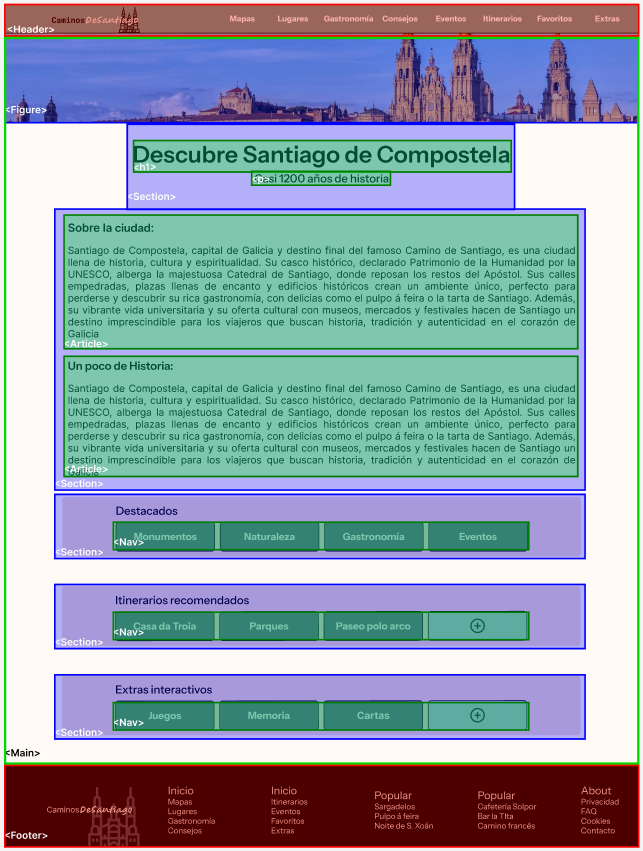 CaminosDeSantiago
Mapas Lugares Gastronomía Consejos Eventos Itinerarios Favoritos Extras
<Header>
<Figure>
Descubre Santiago de Compostela
<h1>
Casi 1200 años de historia
<Section>
Sobre la ciudad:
Santiago de Compostela, capital de Galicia y destino final del famoso Camino de Santiago, es una ciudad
llena de historia, cultura y espiritualidad. Su casco histórico, declarado Patrimonio de la Humanidad por la
UNESCO, alberga la majestuosa Catedral de Santiago, donde reposan los restos del Apóstol. Sus calles
empedradas, plazas llenas de encanto y edificios históricos crean un ambiente único, perfecto para
perderse y descubrir su rica gastronomía, con delicias como el pulpo á feira o la tarta de Santiago. Además,
su vibrante vida universitaria y su oferta cultural con museos, mercados y festivales hacen de Santiago un
destino imprescindible para los viajeros que buscan historia, tradición y autenticidad en el corazón de
Galicia
<Article>
Un poco de Historia:
Santiago de Compostela, capital de Galicia y destino final del famoso Camino de Santiago, es una ciudad
llena de historia, cultura y espiritualidad. Su casco histórico, declarado Patrimonio de la Humanidad por la
UNESCO, alberga la majestuosa Catedral de Santiago, donde reposan los restos del Apóstol. Sus calles
empedradas, plazas llenas de encanto y edificios históricos crean un ambiente único, perfecto para
perderse y descubrir su rica gastronomía, con delicias como el pulpo á feira o la tarta de Santiago. Además,
su vibrante vida universitaria y su oferta cultural con museos, mercados y festivales hacen de Santiago un
destino imprescindible para los viajeros que buscan historia, tradición y autenticidad en el corazón de
<Article>
<Section>
Destacados
Monumentos Naturaleza Gastronomía Eventos
<Nav>
<Section>
Itinerarios recomendados
Casa da Troia Parques Paseo polo arco
<Nav>
<Section>
Extras interactivos
Juegos Memoria Cartas
<Nav>
<Section>
<Main>
CaminosDeSantiago
Inicio
Mapas
Lugares
Gastronomía
Consejos
Inicio
Itinerarios
Eventos
Favoritos
Extras
Popular
Sargadelos
Pulpo á feira
Noite de S. Xoán
Popular
Cafetería Solpor
Bar la TIta
Camino francés
About
Privacidad
FAQ
Cookies
Contacto
<Footer>